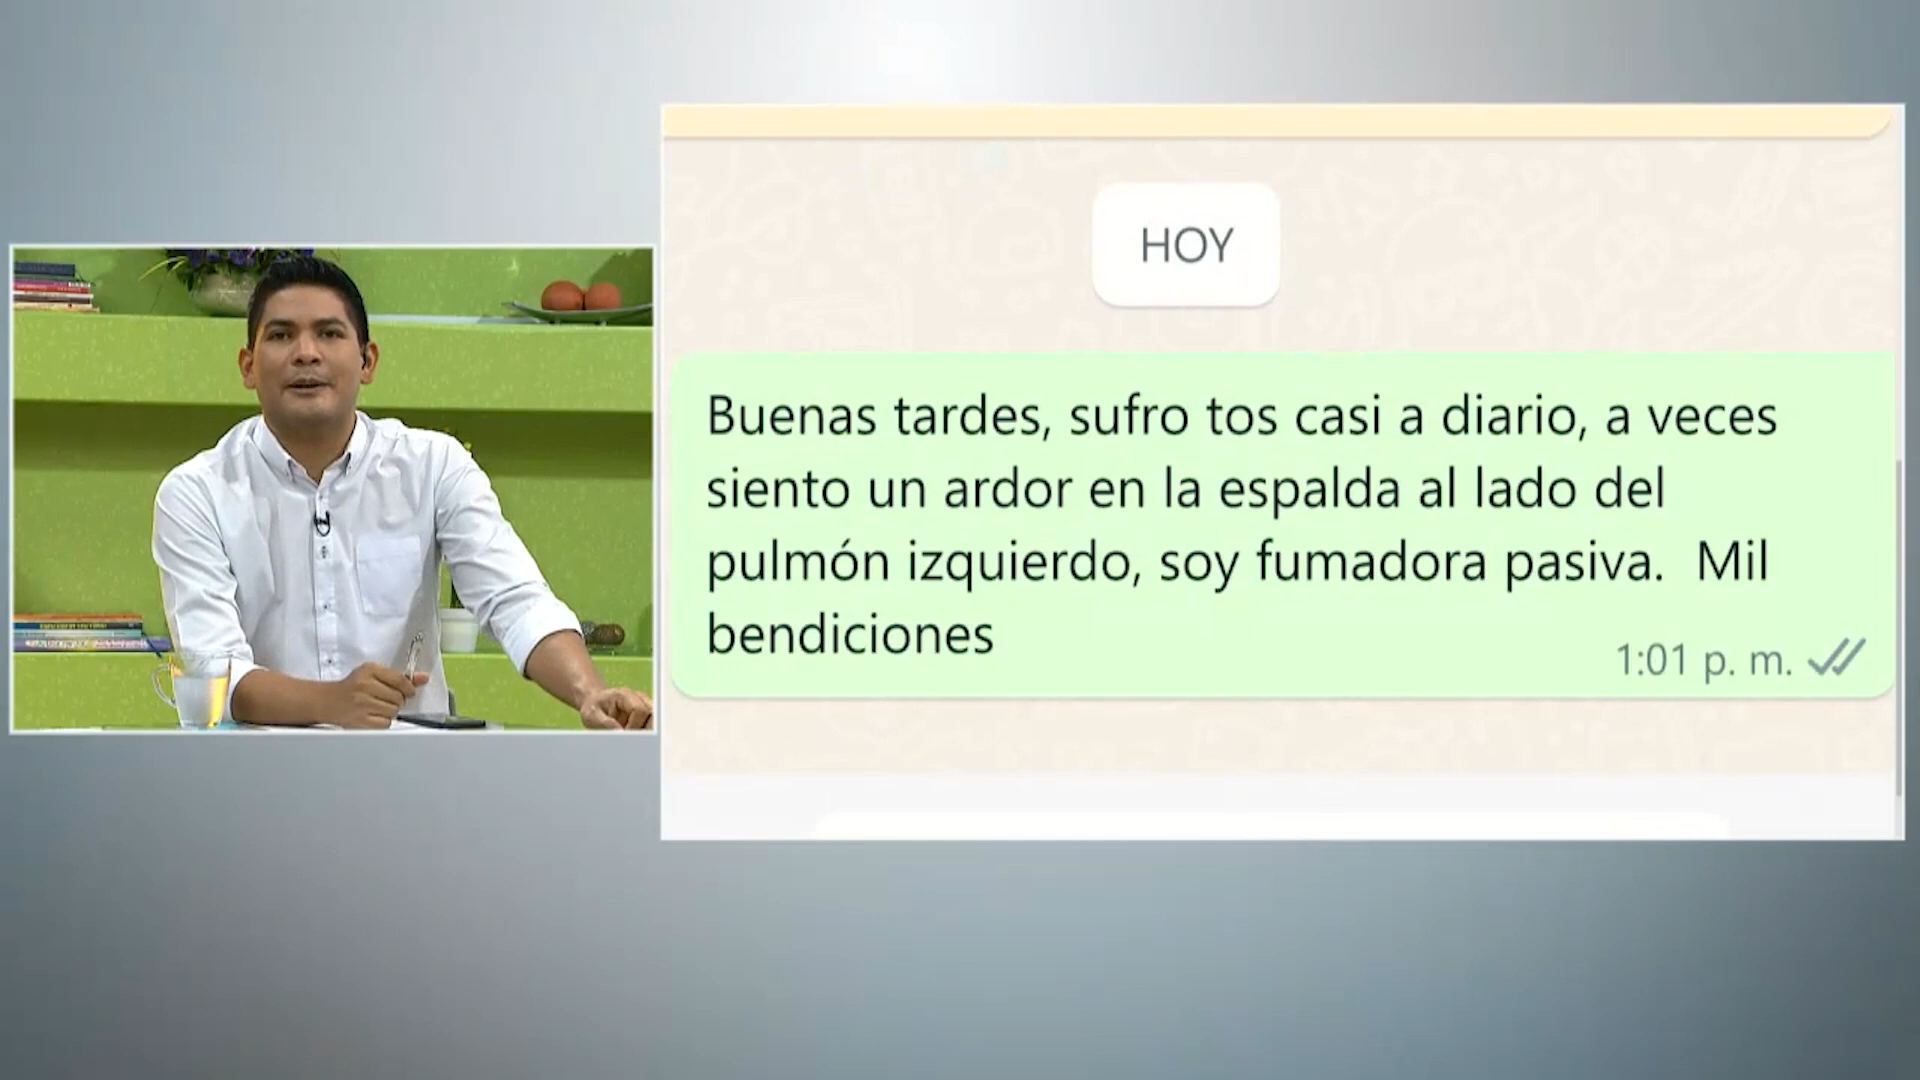 HOY
Buenas tardes, sufro tos casi a diario, a veces
siento un ardor en la espalda al lado del
pulmón izquierdo, soy fumadora pasiva. Mil
bendiciones
1:01 p. m.